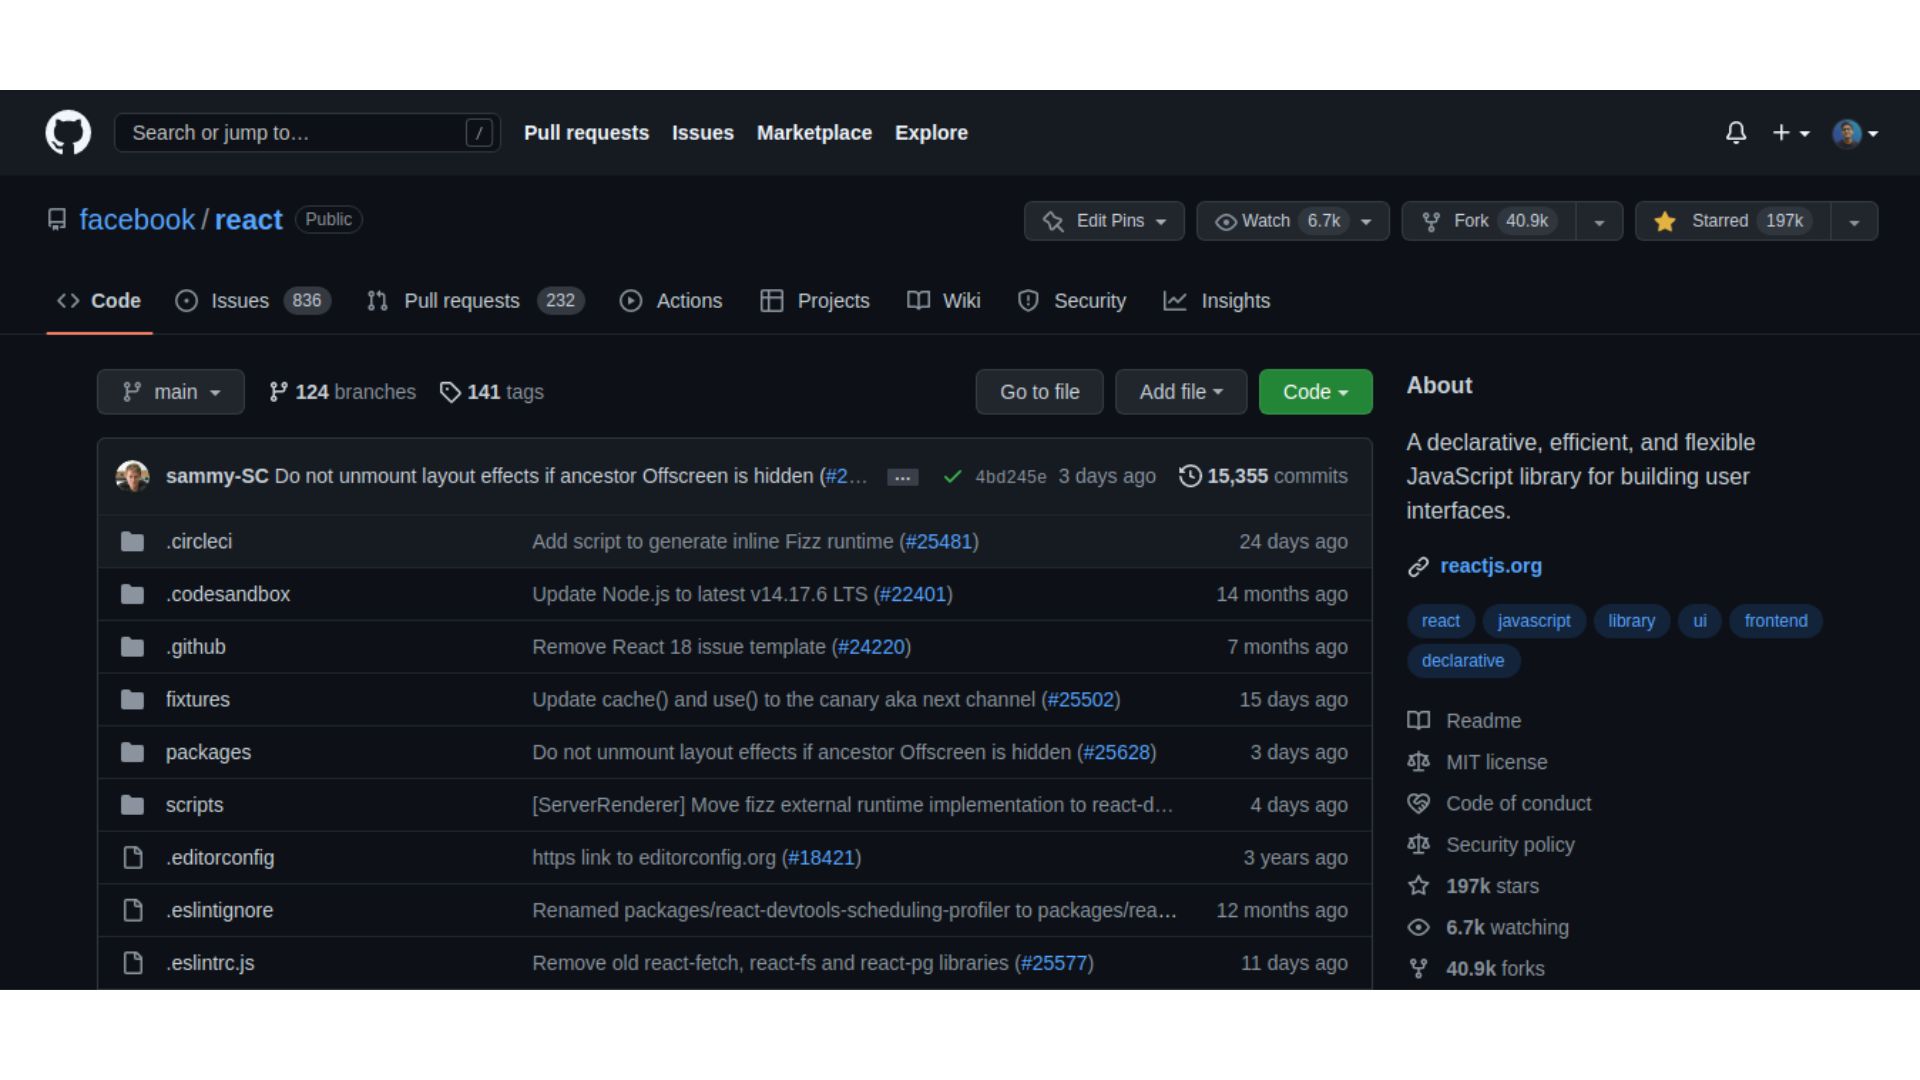 Search or jump to… /
Pull requests Issues Marketplace Explore
facebook / react Public
Edit Pins Watch 6.7k Fork 40.9k Starred 197k
Code Issues 836 Pull requests 232 Actions Projects Wiki Security Insights
main 124 branches 141 tags Go to file Add file Code
sammy-SC Do not unmount layout effects if ancestor Offscreen is hidden (#2… … 4bd245e 3 days ago 15,355 commits
.circleci Add script to generate inline Fizz runtime (#25481) 24 days ago
.codesandbox Update Node.js to latest v14.17.6 LTS (#22401) 14 months ago
.github Remove React 18 issue template (#24220) 7 months ago
fixtures Update cache() and use() to the canary aka next channel (#25502) 15 days ago
packages Do not unmount layout effects if ancestor Offscreen is hidden (#25628) 3 days ago
scripts [ServerRenderer] Move fizz external runtime implementation to react-d… 4 days ago
.editorconfig https link to editorconfig.org (#18421) 3 years ago
.eslintignore Renamed packages/react-devtools-scheduling-profiler to packages/rea… 12 months ago
.eslintrc.js Remove old react-fetch, react-fs and react-pg libraries (#25577) 11 days ago
About
A declarative, efficient, and flexible
JavaScript library for building user
interfaces.
reactjs.org
react javascript library ui frontend
declarative
Readme
MIT license
Code of conduct
Security policy
197k stars
6.7k watching
40.9k forks